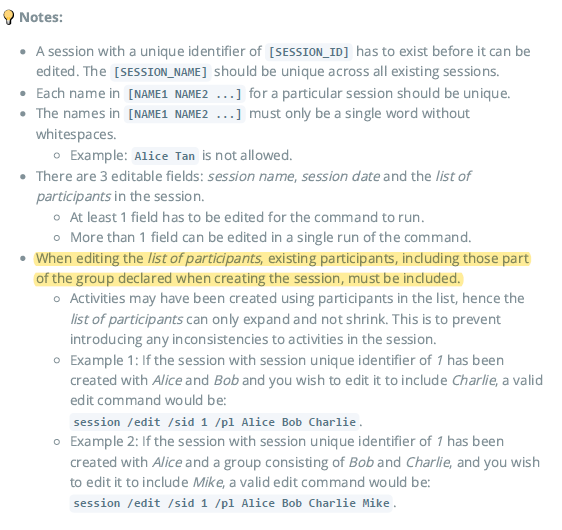 Notes:
A session with a unique identifier of [SESSION_ID] has to exist before it can be
edited. The [SESSION_NAME] should be unique across all existing sessions.
Each name in [NAME1 NAME2 ...] for a particular session should be unique.
The names in [NAME1 NAME2 ...] must only be a single word without
whitespaces.
Example: Alice Tan is not allowed.
There are 3 editable fields: session name, session date and the list of
participants in the session.
At least 1 field has to be edited for the command to run.
More than 1 field can be edited in a single run of the command.
When editing the list of participants, existing participants, including those part
of the group declared when creating the session, must be included.
Activities may have been created using participants in the list, hence the
list of participants can only expand and not shrink. This is to prevent
introducing any inconsistencies to activities in the session.
Example 1: If the session with session unique identifier of 1 has been
created with Alice and Bob and you wish to edit it to include Charlie, a valid
edit command would be:
session /edit /sid 1 /pl Alice Bob Charlie.
Example 2: If the session with session unique identifier of 1 has been
created with Alice and a group consisting of Bob and Charlie, and you wish
to edit it to include Mike, a valid edit command would be:
session /edit /sid 1 /pl Alice Bob Charlie Mike.